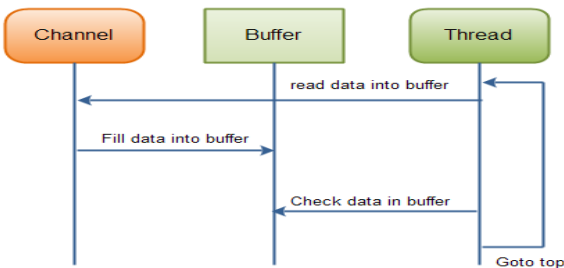 Channel
Buffer
Thread
read data into buffer
Fill data into buffer
Check data in buffer
Goto top